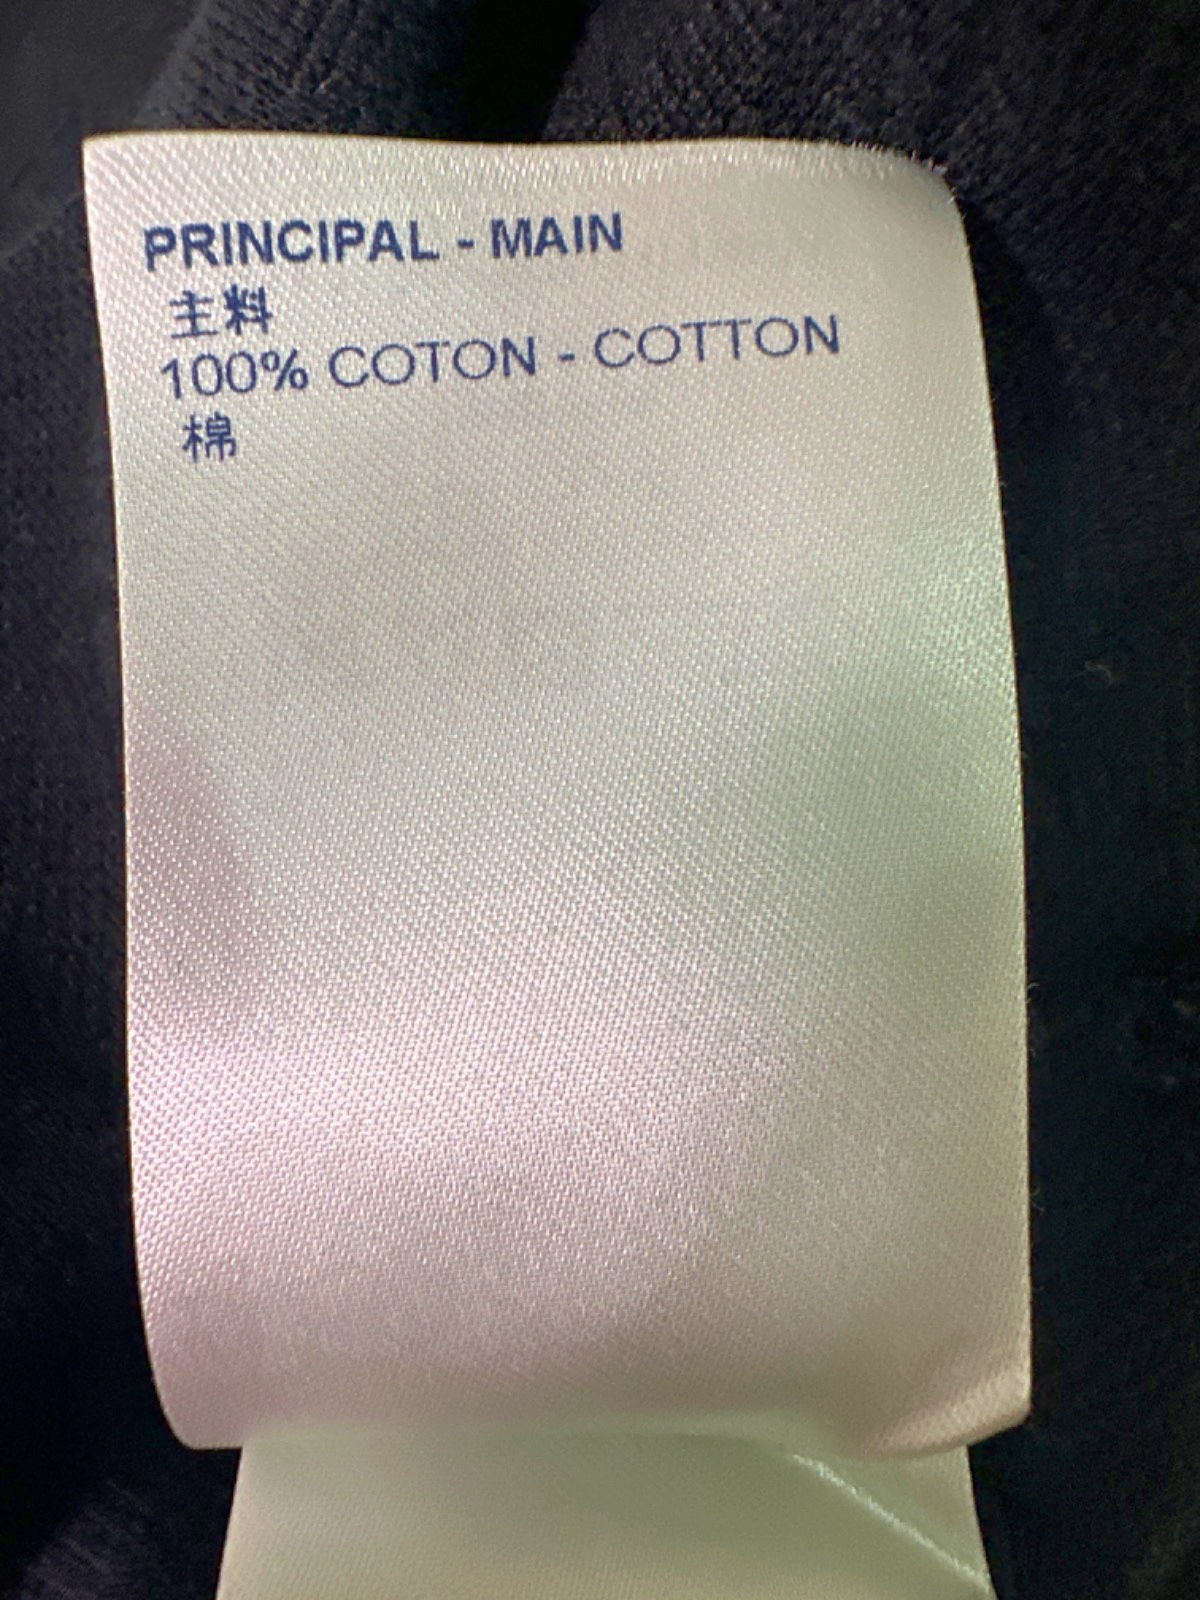 PRINCIPAL - MAIN
主料
100% COTON - COTTON
棉